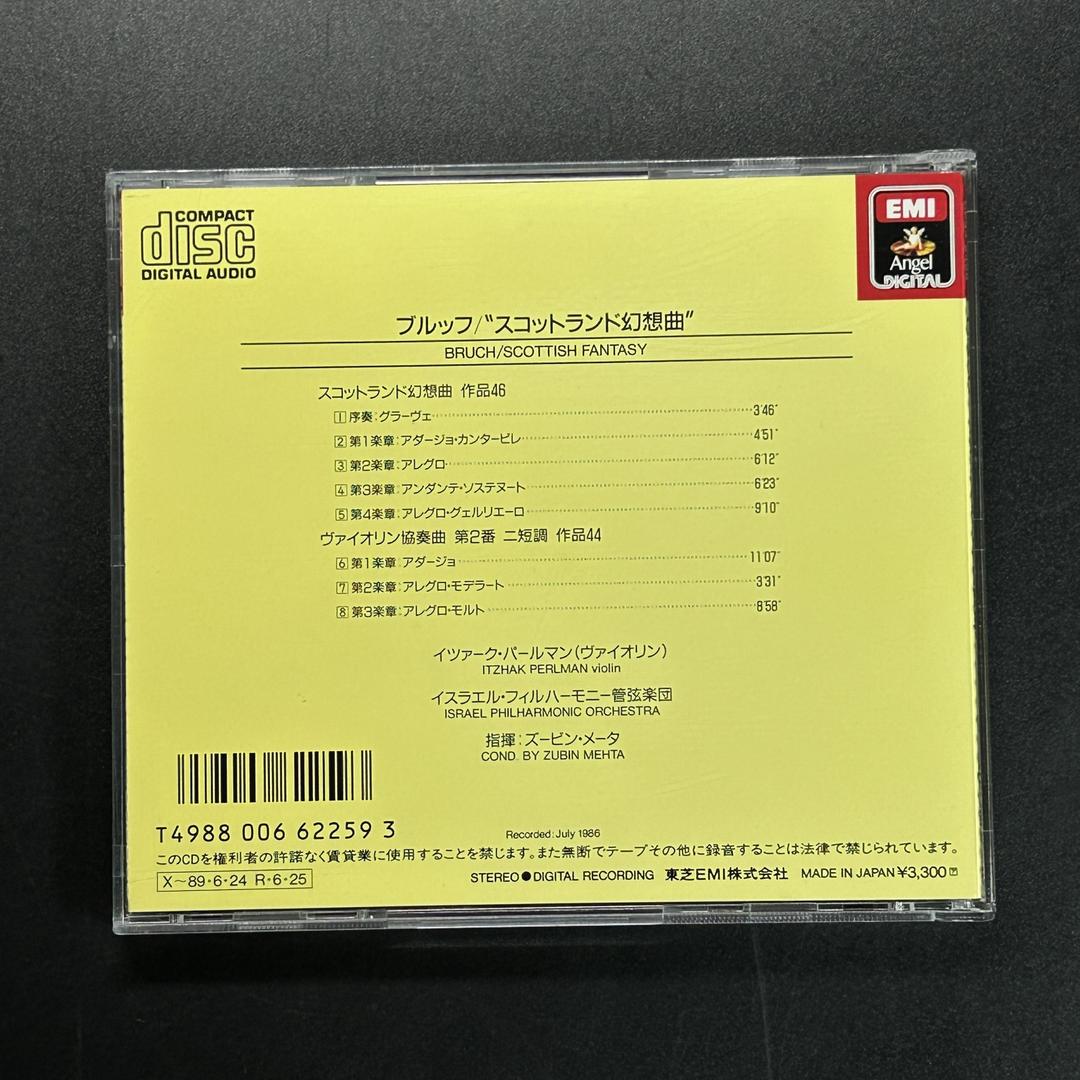 COMPACT
disc
DIGITAL AUDIO
EMI
Angel
DIGITAL
ブルッフ/“スコットランド幻想曲”
BRUCH/SCOTTISH FANTASY
スコットランド幻想曲 作品46
1 序奏:グラーヴェ 3'46"
2 第1楽章:アダージョ・カンタービレ 4'51"
3 第2楽章:アレグロ 6'12"
4 第3楽章:アンダンテ・ソステヌート 6'23"
5 第4楽章:アレグロ・グェルリエーロ 9'10"
ヴァイオリン協奏曲 第2番 ニ短調 作品44
6 第1楽章:アダージョ 11'07"
7 第2楽章:アレグロ・モデラート 3'31"
8 第3楽章:アレグロ・モルト 8'58"
イツァーク・パールマン(ヴァイオリン)
ITZHAK PERLMAN violin
イスラエル・フィルハーモニー管弦楽団
ISRAEL PHILHARMONIC ORCHESTRA
指揮:ズービン・メータ
COND. BY ZUBIN MEHTA
T4988 006 62259 3
Recorded: July 1986
このCDを権利者の許諾なく賃貸業に使用することを禁じます。また無断でテープその他に録音することは法律で禁じられています。
X〜89・6・24 R・6・25
STEREO●DIGITAL RECORDING 東芝EMI株式会社 MADE IN JAPAN ¥3,300